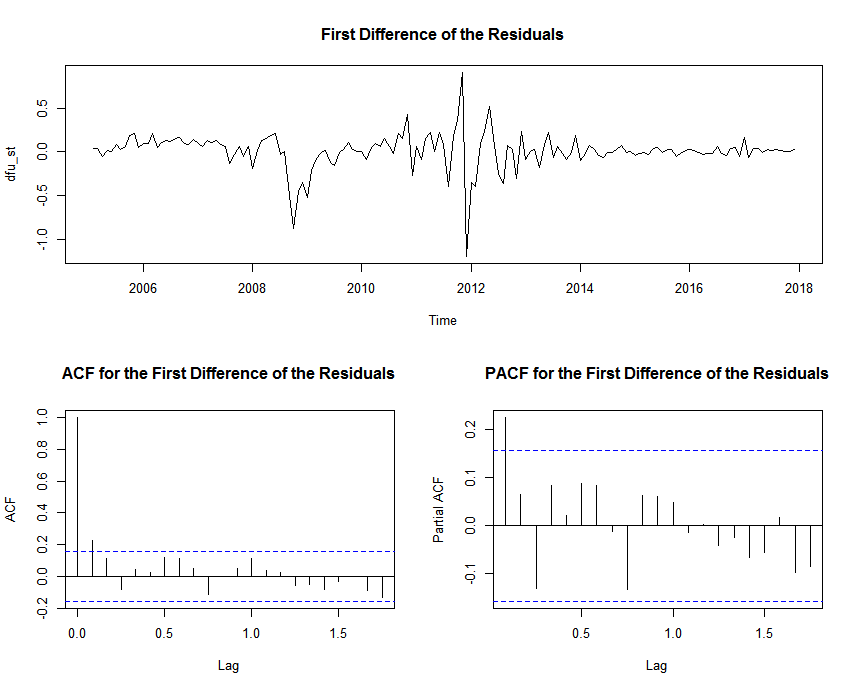 First Difference of the Residuals
dfu_st
0.5
0.0
-0.5
-1.0
2006 2008 2010 2012 2014 2016 2018
Time
ACF for the First Difference of the Residuals
ACF
1.0
0.8
0.6
0.4
0.2
0.0
-0.2
0.0 0.5 1.0 1.5
Lag
PACF for the First Difference of the Residuals
Partial ACF
0.2
0.1
0.0
-0.1
0.5 1.0 1.5
Lag